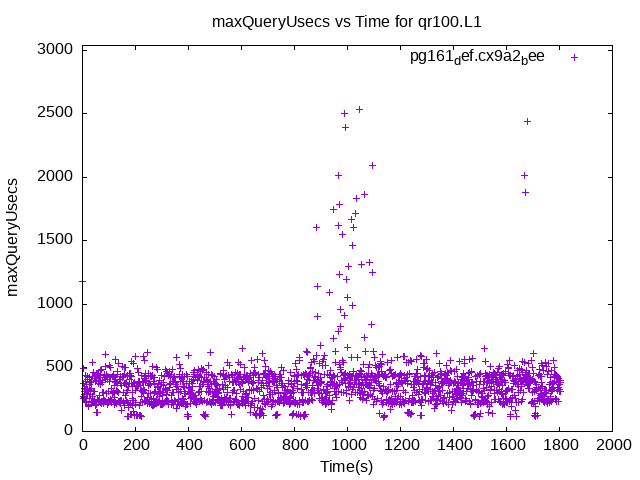 maxQueryUsecs vs Time for qr100.L1
pg161def.cx9a2bee
3000
2500
2000
1500
1000
500
0
maxQueryUsecs
0 200 400 600 800 1000 1200 1400 1600 1800 2000
Time(s)